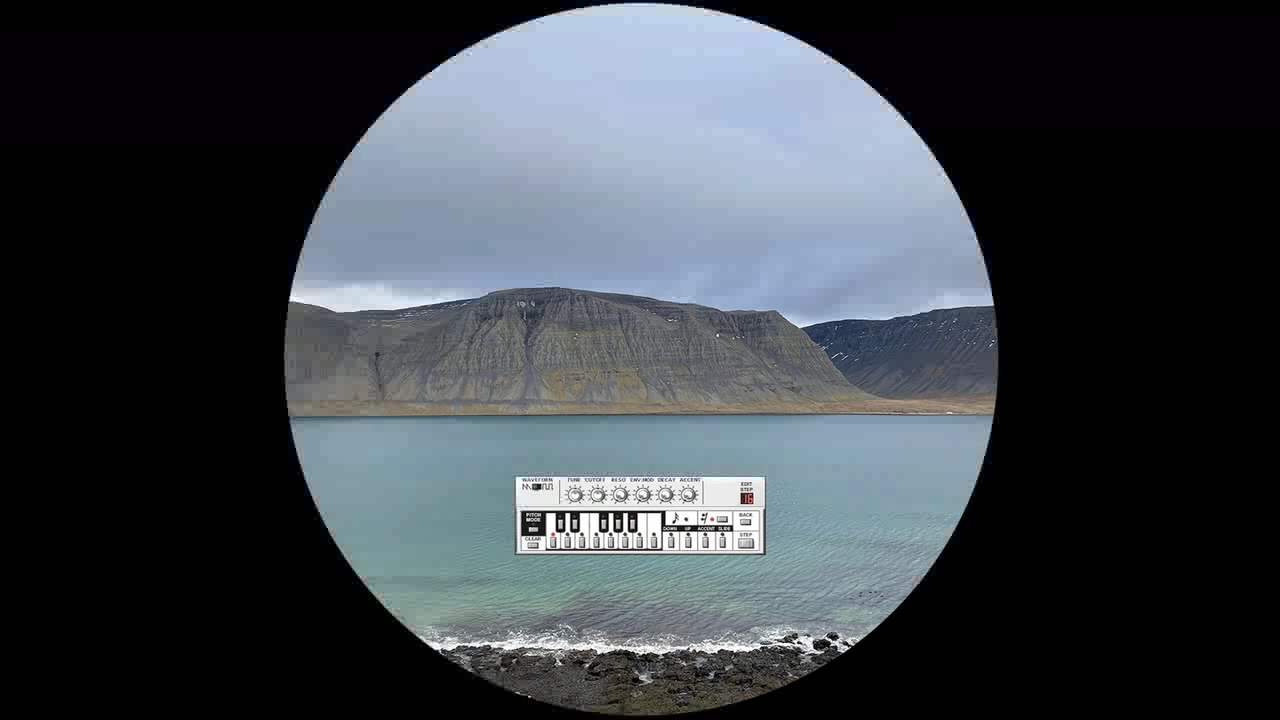 WAVEFORM TUNE CUTOFF RESO ENV.MOD DECAY ACCENT
EDIT
STEP
16
PITCH
MODE
BACK
DOWN UP ACCENT SLIDE
CLEAR
STEP